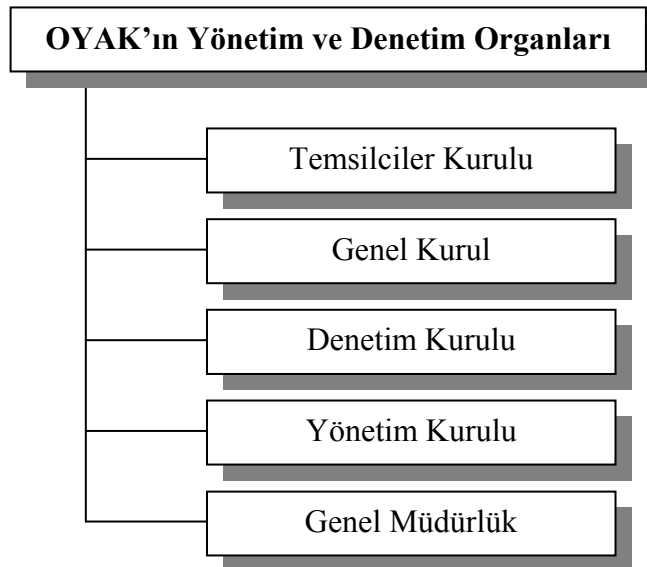 OYAK’ın Yönetim ve Denetim Organları
Temsilciler Kurulu
Genel Kurul
Denetim Kurulu
Yönetim Kurulu
Genel Müdürlük